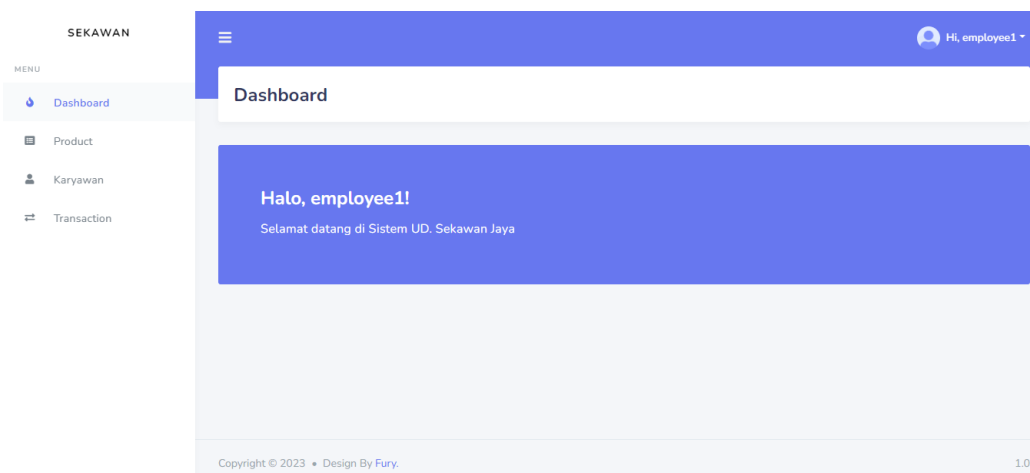 SEKAWAN
MENU
Dashboard
Product
Karyawan
Transaction
Hi, employee1
Dashboard
Halo, employee1!
Selamat datang di Sistem UD. Sekawan Jaya
Copyright © 2023 • Design By Fury.
1.0